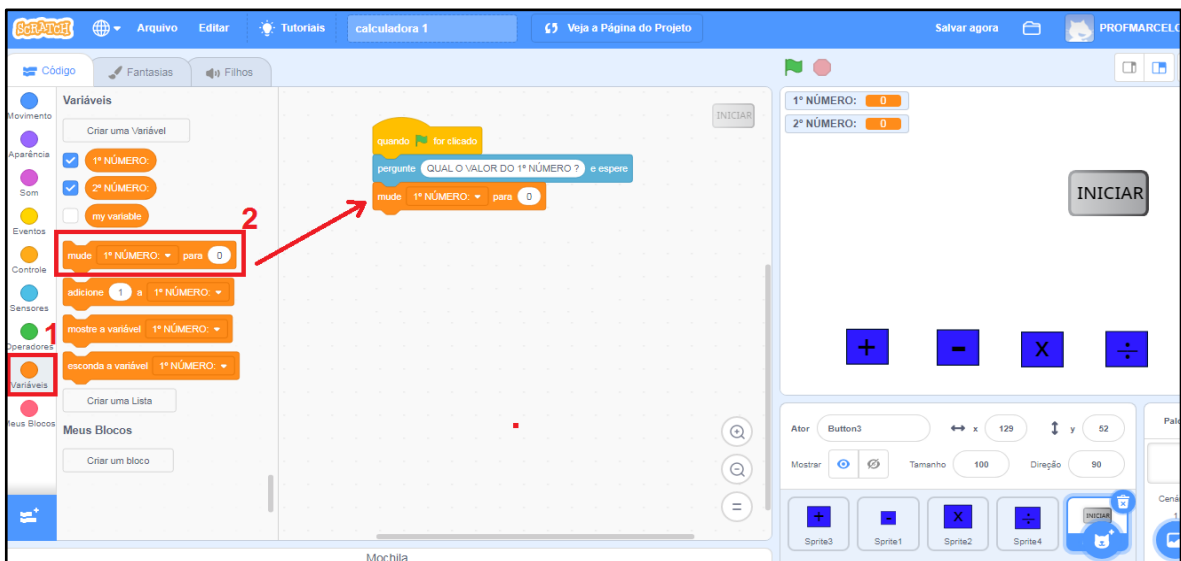 SCRATCH
Arquivo
Editar
Tutoriais
calculadora 1
Veja a Página do Projeto
Salvar agora
PROFMARCELO
Código
Fantasias
Filhos
Movimento
Aparência
Som
Eventos
Controle
Sensores
Operadores
Variáveis
Meus Blocos
Variáveis
Criar uma Variável
1º NÚMERO:
2º NÚMERO:
my variable
2
mude 1º NÚMERO: para 0
adicione 1 a 1º NÚMERO:
1
mostre a variável 1º NÚMERO:
esconda a variável 1º NÚMERO:
Criar uma Lista
Meus Blocos
Criar um bloco
quando for clicado
pergunte QUAL O VALOR DO 1º NÚMERO ? e espere
mude 1º NÚMERO: para 0
INICIAR
Mochila
1º NÚMERO: 0
2º NÚMERO: 0
INICIAR
+ - X ÷
Ator Button3 x 129 y 52
Mostrar Tamanho 100 Direção 90
+ - X ÷ INICIAR
Sprite3 Sprite1 Sprite2 Sprite4
Palc
Cená
1